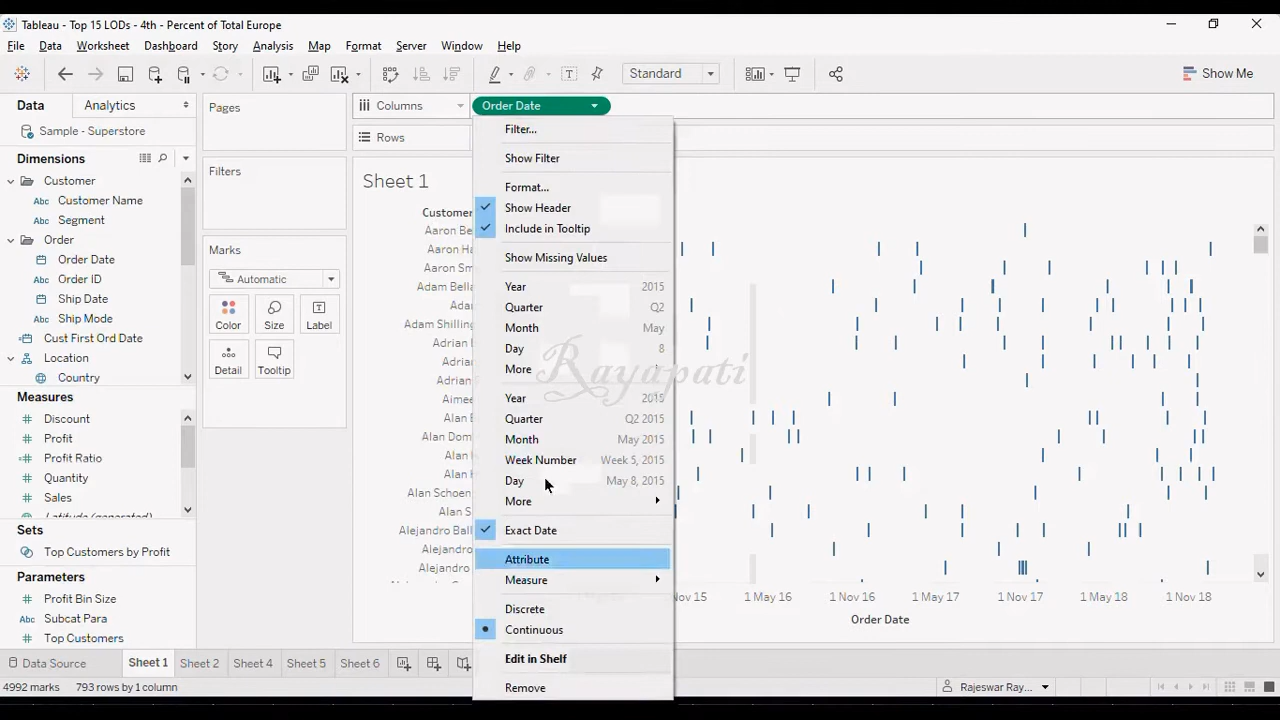 Tableau - Top 15 LODs - 4th - Percent of Total Europe
File Data Worksheet Dashboard Story Analysis Map Format Server Window Help
Standard
Show Me
Data Analytics
Sample - Superstore
Dimensions
Customer
Abc Customer Name
Abc Segment
Order
Order Date
Abc Order ID
Ship Date
Abc Ship Mode
Cust First Ord Date
Location
Country
Measures
Discount
Profit
Profit Ratio
Quantity
Sales
Latitude (generated)
Sets
Top Customers by Profit
Parameters
Profit Bin Size
Subcat Para
Top Customers
Pages
Filters
Marks
Automatic
Color Size Label
Detail Tooltip
Columns Order Date
Rows
Sheet 1
Customer
Aaron Be
Aaron Ha
Aaron Sm
Adam Bella
Ada
Adam Shilling
Adrian
Adrian
Adrian
Aimee
Alan B
Alan Dom
Alan
Alan H
Alan Schoen
Alan S
Alejandro Ball
Alejandro
Alejandro
Filter...
Show Filter
Format...
Show Header
Include in Tooltip
Show Missing Values
Year 2015
Quarter Q2
Month May
Day 8
More
Year 2015
Quarter Q2 2015
Month May 2015
Week Number Week 5, 2015
Day May 8, 2015
More
Exact Date
Attribute
Measure
Discrete
Continuous
Edit in Shelf
Remove
Rayapati
Nov 15 1 May 16 1 Nov 16 1 May 17 1 Nov 17 1 May 18 1 Nov 18
Order Date
Data Source Sheet 1 Sheet 2 Sheet 4 Sheet 5 Sheet 6
4992 marks 793 rows by 1 column
Rajeswar Ray...